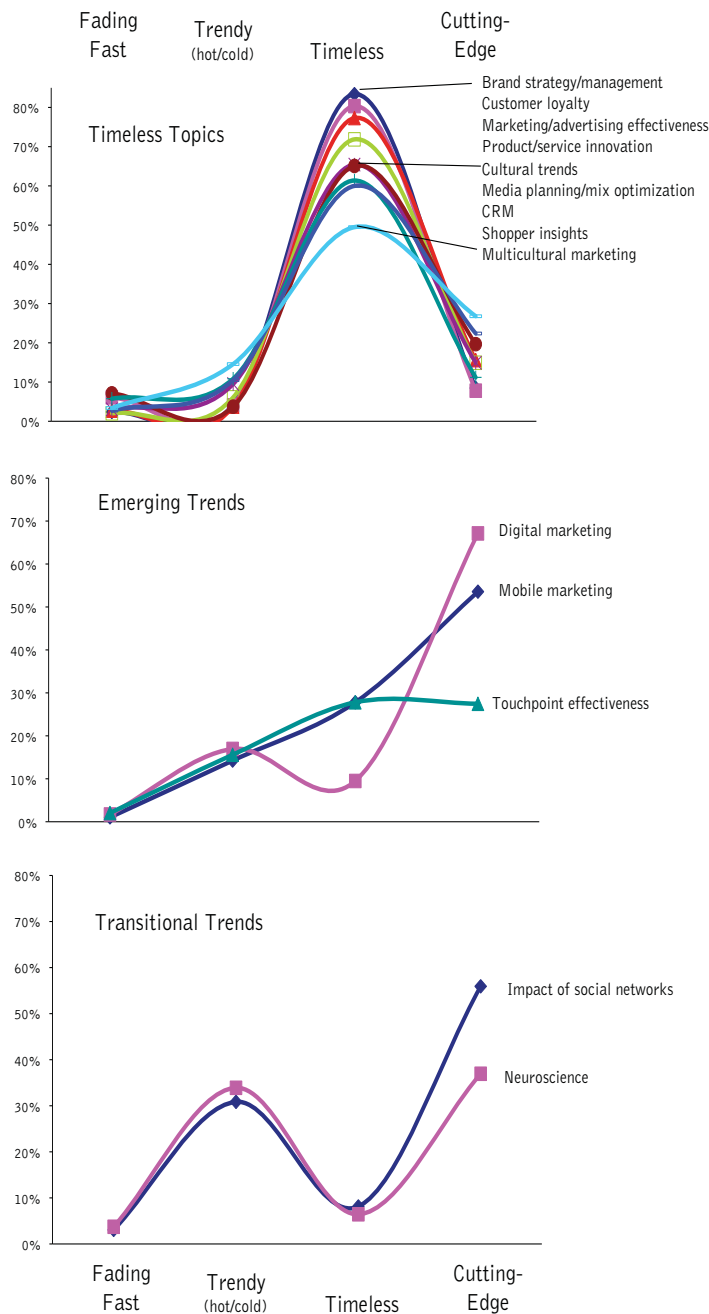 Fading
Fast
Trendy
(hot/cold)
Timeless
Cutting-
Edge
Timeless Topics
80%
70%
60%
50%
40%
30%
20%
10%
0%
Brand strategy/management
Customer loyalty
Marketing/advertising effectiveness
Product/service innovation
Cultural trends
Media planning/mix optimization
CRM
Shopper insights
Multicultural marketing
Emerging Trends
80%
70%
60%
50%
40%
30%
20%
10%
0%
Digital marketing
Mobile marketing
Touchpoint effectiveness
Transitional Trends
80%
70%
60%
50%
40%
30%
20%
10%
0%
Impact of social networks
Neuroscience
Fading
Fast
Trendy
(hot/cold)
Timeless
Cutting-
Edge